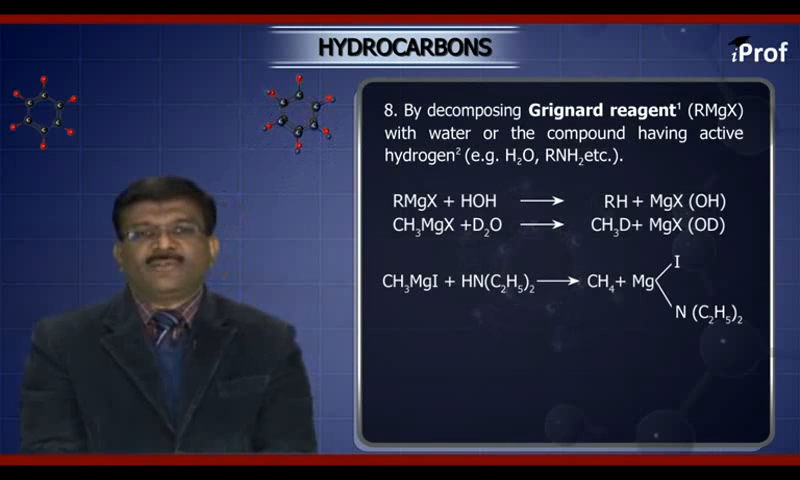 HYDROCARBONS
iProf
8. By decomposing Grignard reagent¹ (RMgX)
with water or the compound having active
hydrogen² (e.g. H₂O, RNH₂etc.).
RMgX + HOH ⟶ RH + MgX (OH)
CH₃MgX +D₂O ⟶ CH₃D+ MgX (OD)
I
CH₃MgI + HN(C₂H₅)₂ ⟶ CH₄+ Mg
N (C₂H₅)₂